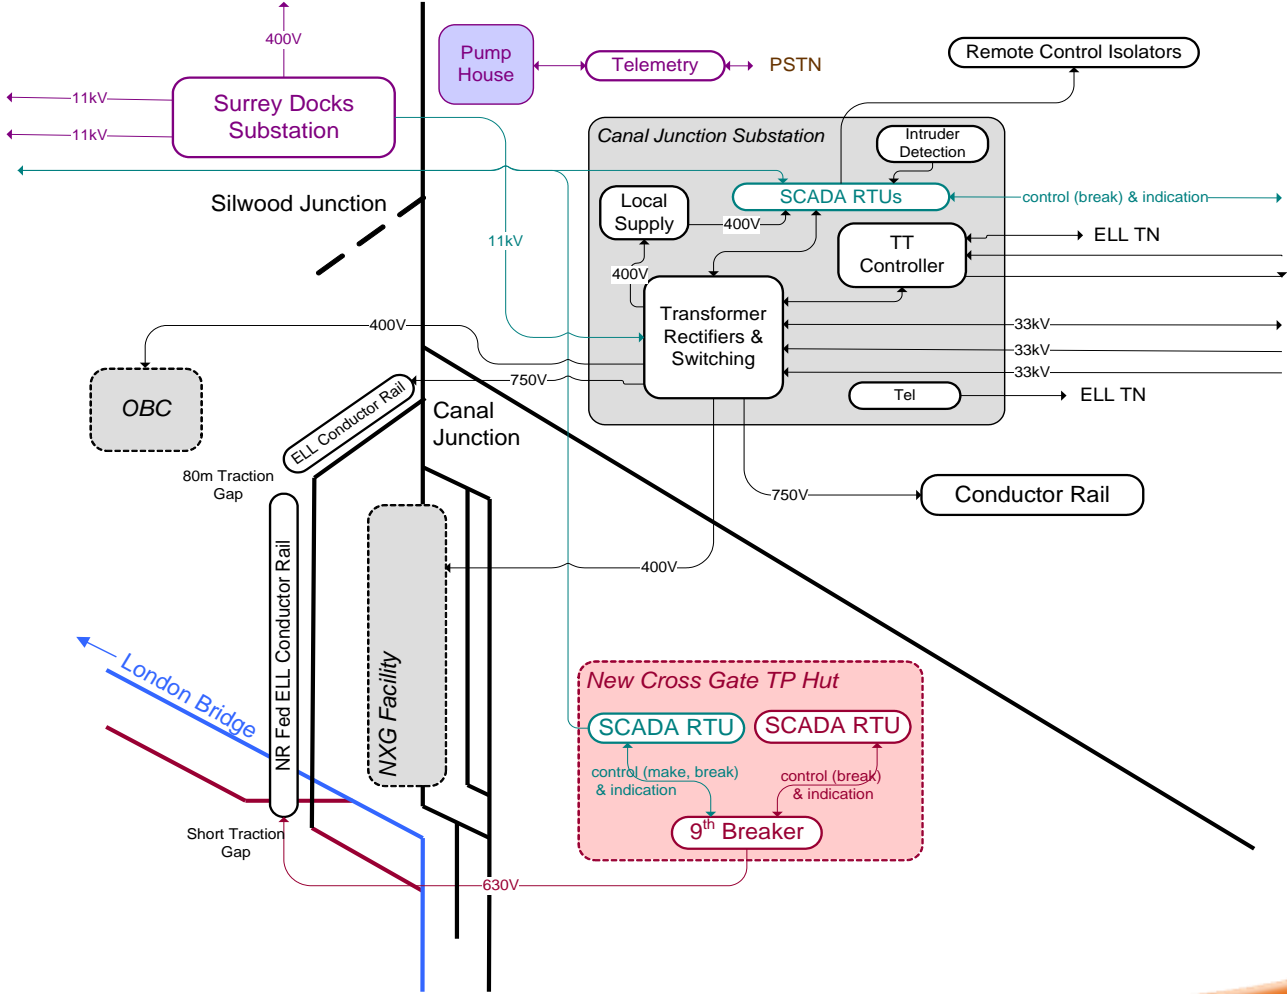 400V
Pump
House
Telemetry
PSTN
Remote Control Isolators
11kV
11kV
Surrey Docks
Substation
Canal Junction Substation
Intruder
Detection
SCADA RTUs
control (break) & indication
Silwood Junction
Local
Supply
400V
11kV
TT
Controller
ELL TN
400V
Transformer
Rectifiers &
Switching
33kV
33kV
33kV
400V
750V
OBC
ELL Conductor Rail
Canal
Junction
Tel
ELL TN
80m Traction
Gap
750V
Conductor Rail
400V
NR Fed ELL Conductor Rail
NXG Facility
London Bridge
New Cross Gate TP Hut
SCADA RTU
SCADA RTU
control (make, break)
& indication
control (break)
& indication
9th Breaker
Short Traction
Gap
630V